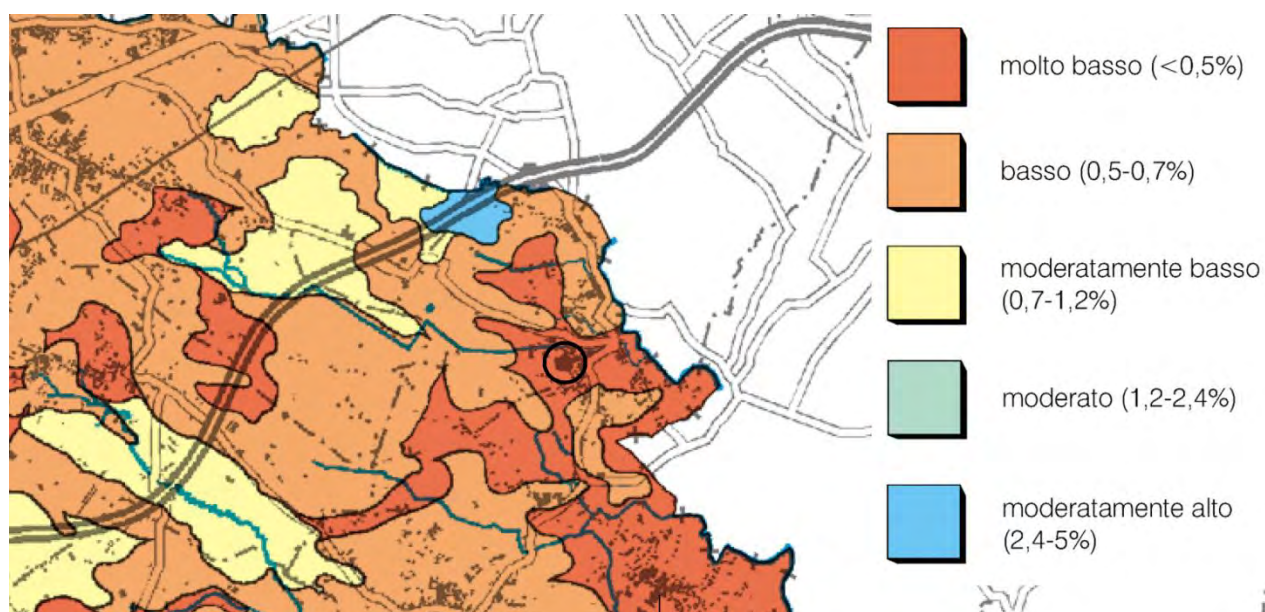 molto basso (<0,5%)
basso (0,5-0,7%)
moderatamente basso
(0,7-1,2%)
moderato (1,2-2,4%)
moderatamente alto
(2,4-5%)